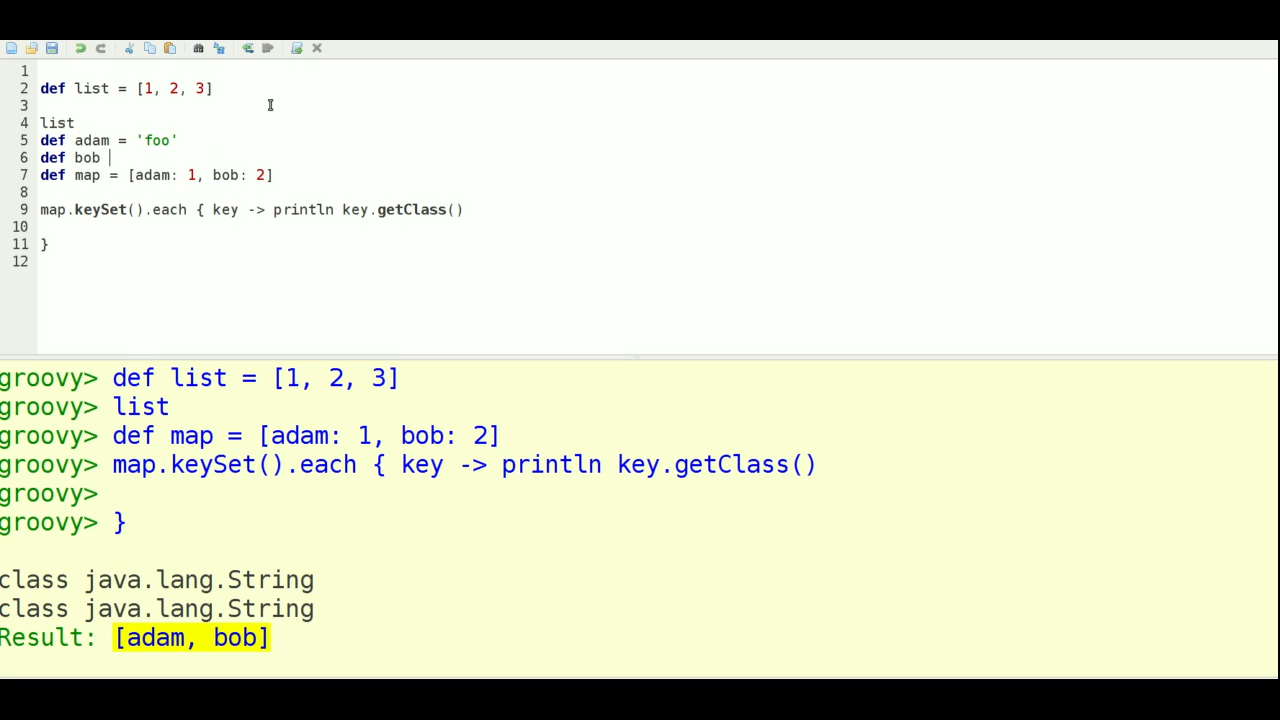 1
2 def list = [1, 2, 3]
3
4 list
5 def adam = 'foo'
6 def bob
7 def map = [adam: 1, bob: 2]
8
9 map.keySet().each { key -> println key.getClass()
10
11 }
12
groovy> def list = [1, 2, 3]
groovy> list
groovy> def map = [adam: 1, bob: 2]
groovy> map.keySet().each { key -> println key.getClass()
groovy>
groovy> }
class java.lang.String
class java.lang.String
Result: [adam, bob]